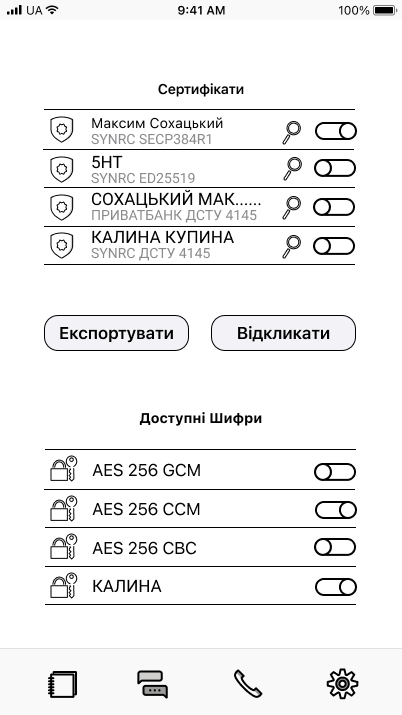 UA 9:41 AM 100%
Сертифікати
Максим Сохацький
SYNRC SECP384R1
5HT
SYNRC ED25519
СОХАЦЬКИЙ МАК......
ПРИВАТБАНК ДСТУ 4145
КАЛИНА КУПИНА
SYNRC ДСТУ 4145
Експортувати Відкликати
Доступні Шифри
AES 256 GCM
AES 256 CCM
AES 256 CBC
КАЛИНА